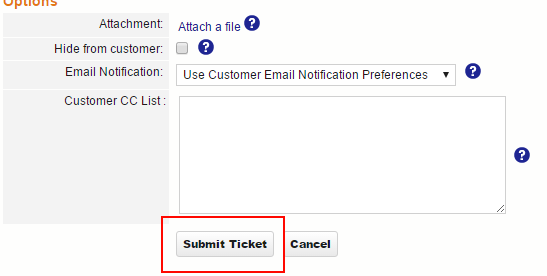 Options
Attachment: Attach a file ?
Hide from customer: ?
Email Notification: Use Customer Email Notification Preferences ▼ ?
Customer CC List : ?
Submit Ticket Cancel